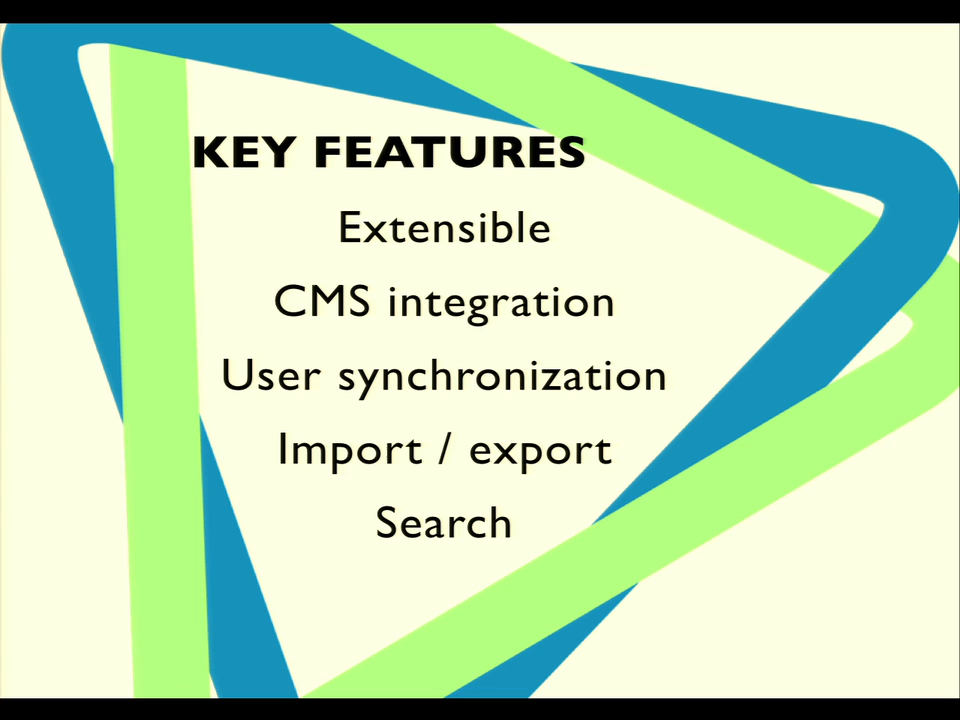 KEY FEATURES
Extensible
CMS integration
User synchronization
Import / export
Search